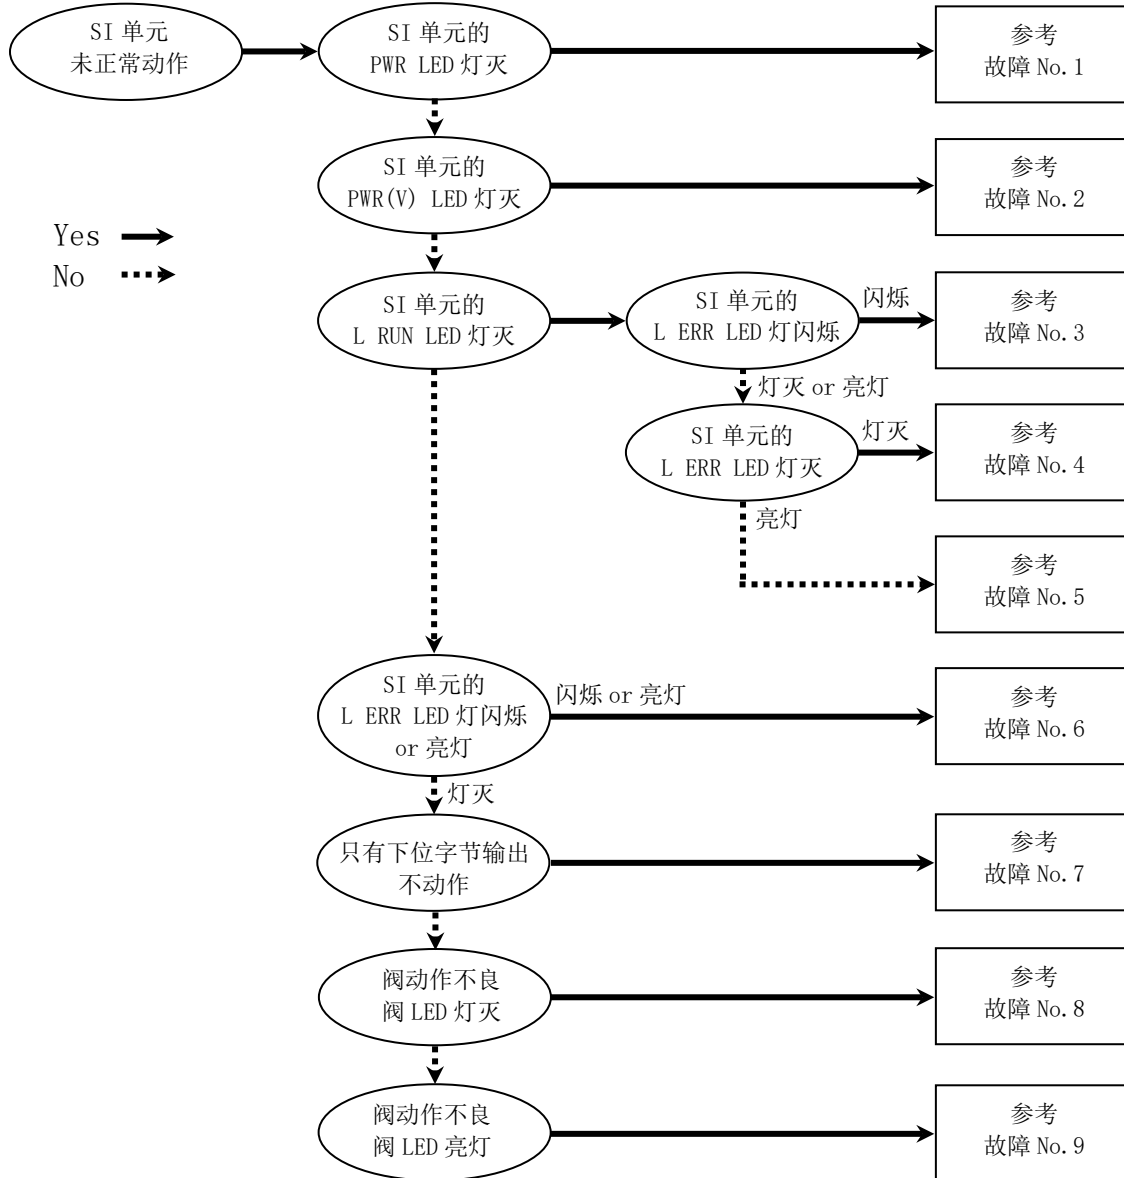 SI 单元
未正常动作
SI 单元的
PWR LED 灯灭
参考
故障 No.1
SI 单元的
PWR(V) LED 灯灭
参考
故障 No.2
Yes
No
SI 单元的
L RUN LED 灯灭
SI 单元的
L ERR LED 灯闪烁
闪烁
参考
故障 No.3
灯灭 or 亮灯
SI 单元的
L ERR LED 灯灭
灯灭
参考
故障 No.4
亮灯
参考
故障 No.5
SI 单元的
L ERR LED 灯闪烁
or 亮灯
闪烁 or 亮灯
参考
故障 No.6
灯灭
只有下位字节输出
不动作
参考
故障 No.7
阀动作不良
阀 LED 灯灭
参考
故障 No.8
阀动作不良
阀 LED 亮灯
参考
故障 No.9